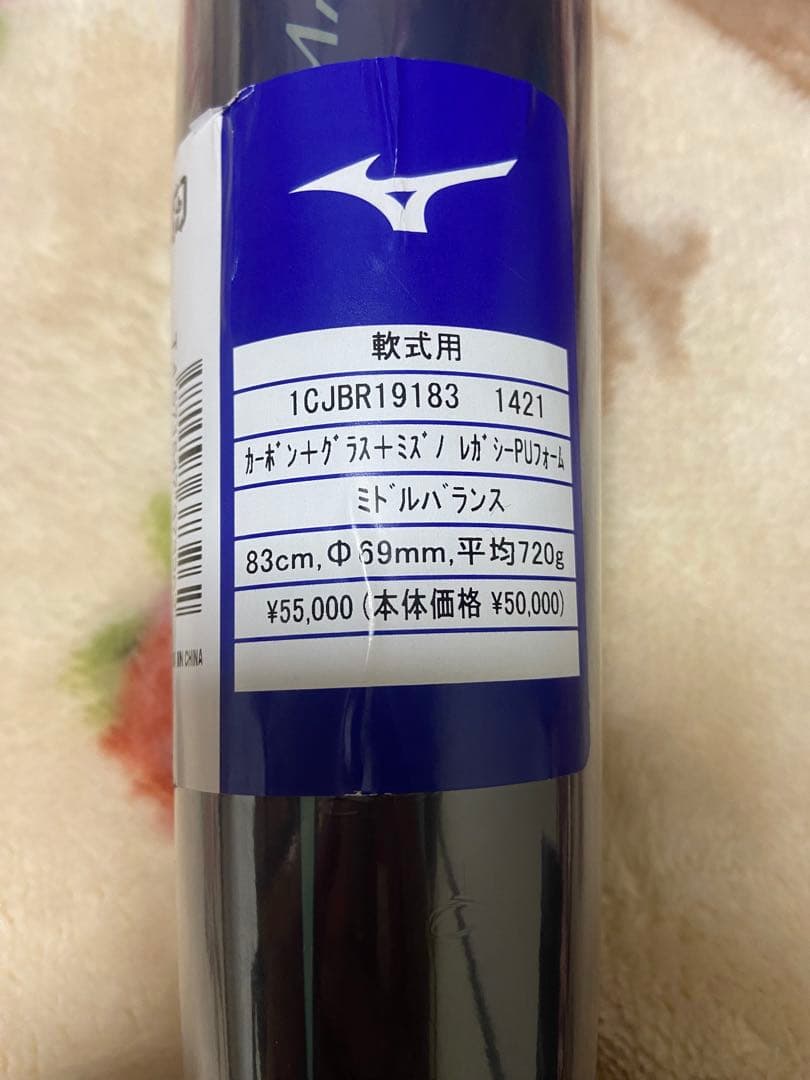 軟式用
1CJBR19183 1421
ｶｰﾎﾞﾝ+ｸﾞﾗｽ+ﾐｽﾞﾉ ﾚｶﾞｼｰPUﾌｫｰﾑ
ﾐﾄﾞﾙﾊﾞﾗﾝｽ
83cm,Φ69mm,平均720g
¥55,000 (本体価格 ¥50,000)
IN CHINA